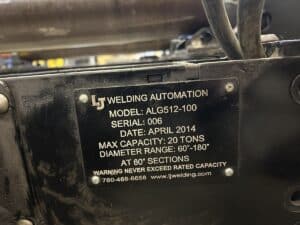 LJ WELDING AUTOMATION
MODEL: ALG512-100
SERIAL: 006
DATE: APRIL 2014
MAX CAPACITY: 20 TONS
DIAMETER RANGE: 60"-180"
AT 60" SECTIONS
WARNING NEVER EXCEED RATED CAPACITY
780-466-6658 www.ljwelding.com